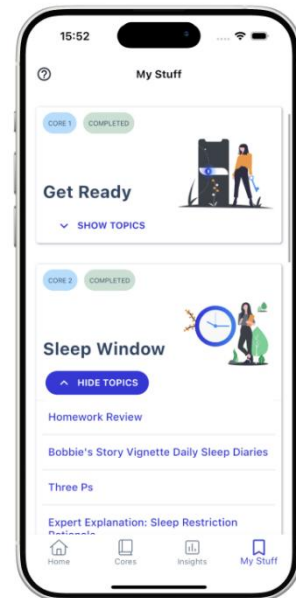 15:52
My Stuff
CORE 1 COMPLETED
Get Ready
SHOW TOPICS
CORE 2 COMPLETED
Sleep Window
HIDE TOPICS
Homework Review
Bobbie's Story Vignette Daily Sleep Diaries
Three Ps
Expert Explanation: Sleep Restriction
Rationale
Home Cores Insights My Stuff